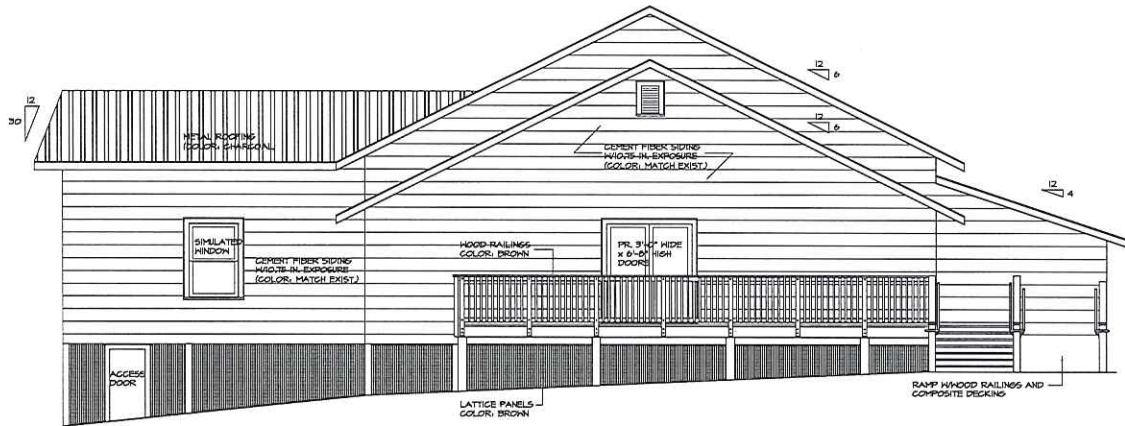 12
6
12
30
12
6
METAL ROOFING
(COLOR: CHARCOAL
CEMENT FIBER SIDING
W/10.75 IN. EXPOSURE
(COLOR: MATCH EXIST.)
12
4
SIMULATED
WINDOW
HOOD RAILINGS
COLOR: BROWN
PR. 3'-0" WIDE
x 6'-8" HIGH
DOORS
CEMENT FIBER SIDING
W/10.75 IN. EXPOSURE
(COLOR: MATCH EXIST.)
ACCESS
DOOR
LATTICE PANELS
COLOR: BROWN
RAMP W/WOOD RAILINGS AND
COMPOSITE DECKING